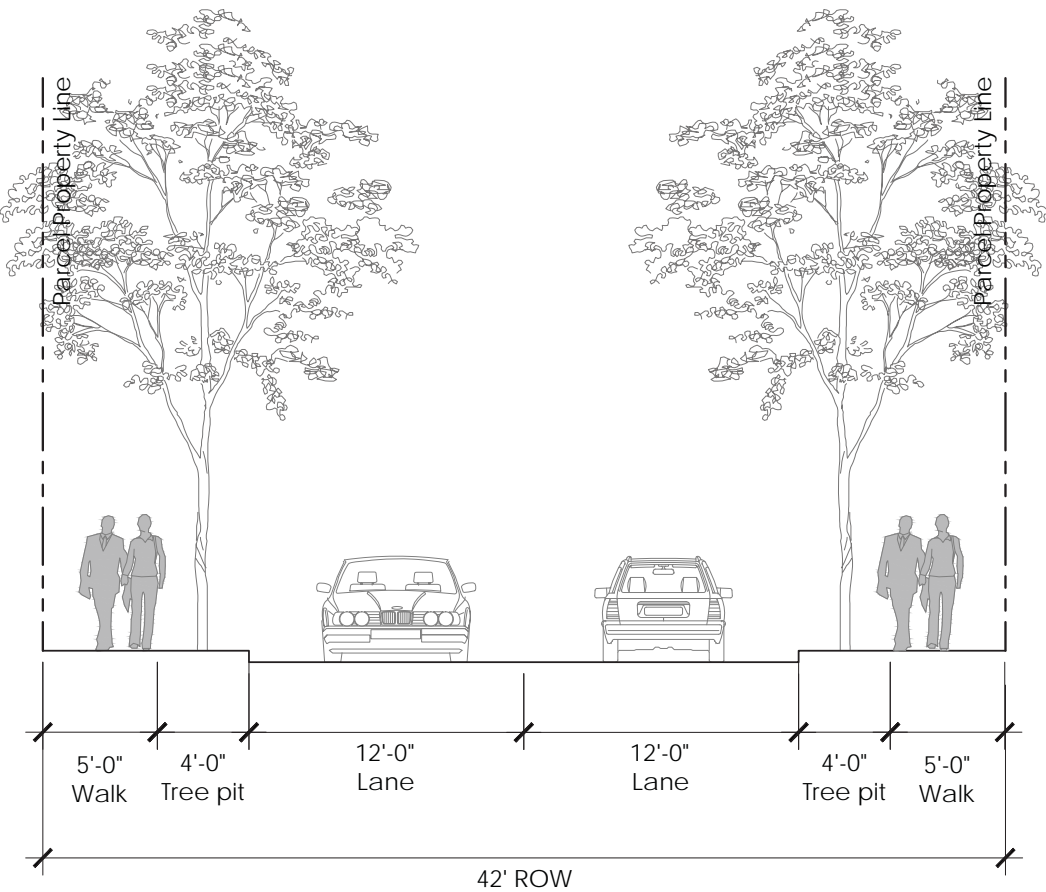 Parcel Property Line
Parcel Property Line
5'-0"
Walk
4'-0"
Tree pit
12'-0"
Lane
12'-0"
Lane
4'-0"
Tree pit
5'-0"
Walk
42' ROW